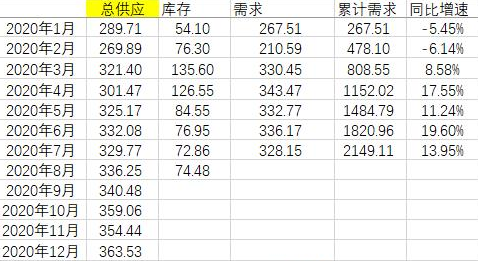 总供应 库存 需求 累计需求 同比增速
2020年1月 289.71 54.10 267.51 267.51 -5.45%
2020年2月 269.89 76.30 210.59 478.10 -6.14%
2020年3月 321.40 135.60 330.45 808.55 8.58%
2020年4月 301.47 126.55 343.47 1152.02 17.55%
2020年5月 325.17 84.55 332.77 1484.79 11.24%
2020年6月 332.08 76.95 336.17 1820.96 19.60%
2020年7月 329.77 72.86 328.15 2149.11 13.95%
2020年8月 336.25 74.48
2020年9月 340.48
2020年10月 359.06
2020年11月 354.44
2020年12月 363.53